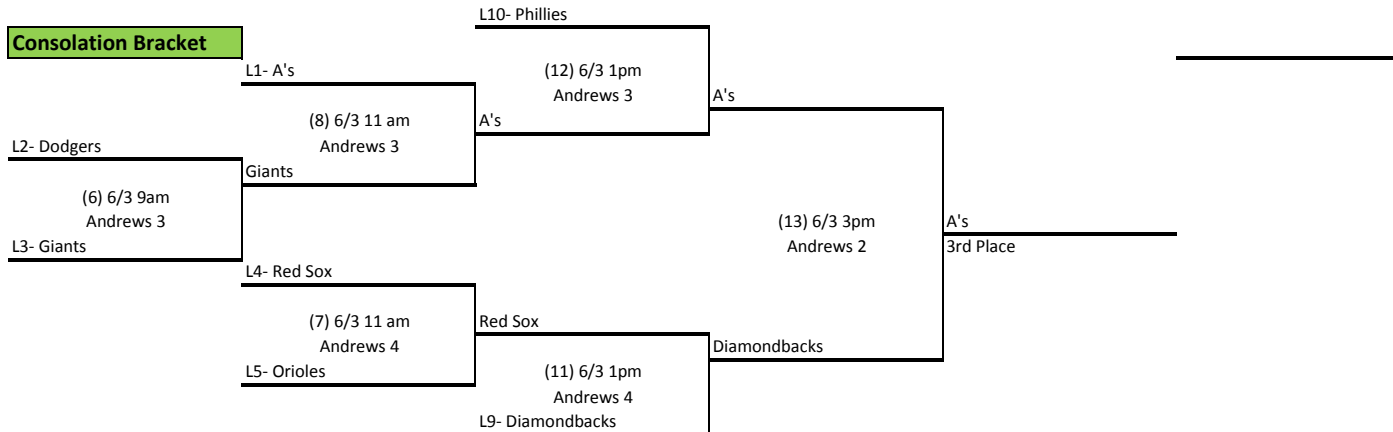 L10- Phillies
Consolation Bracket
L1- A's
(12) 6/3 1pm
Andrews 3
A's
(8) 6/3 11 am
Andrews 3
A's
L2- Dodgers
Giants
(6) 6/3 9am
Andrews 3
(13) 6/3 3pm
Andrews 2
A's
3rd Place
L3- Giants
L4- Red Sox
(7) 6/3 11 am
Andrews 4
Red Sox
Diamondbacks
L5- Orioles
(11) 6/3 1pm
Andrews 4
L9- Diamondbacks